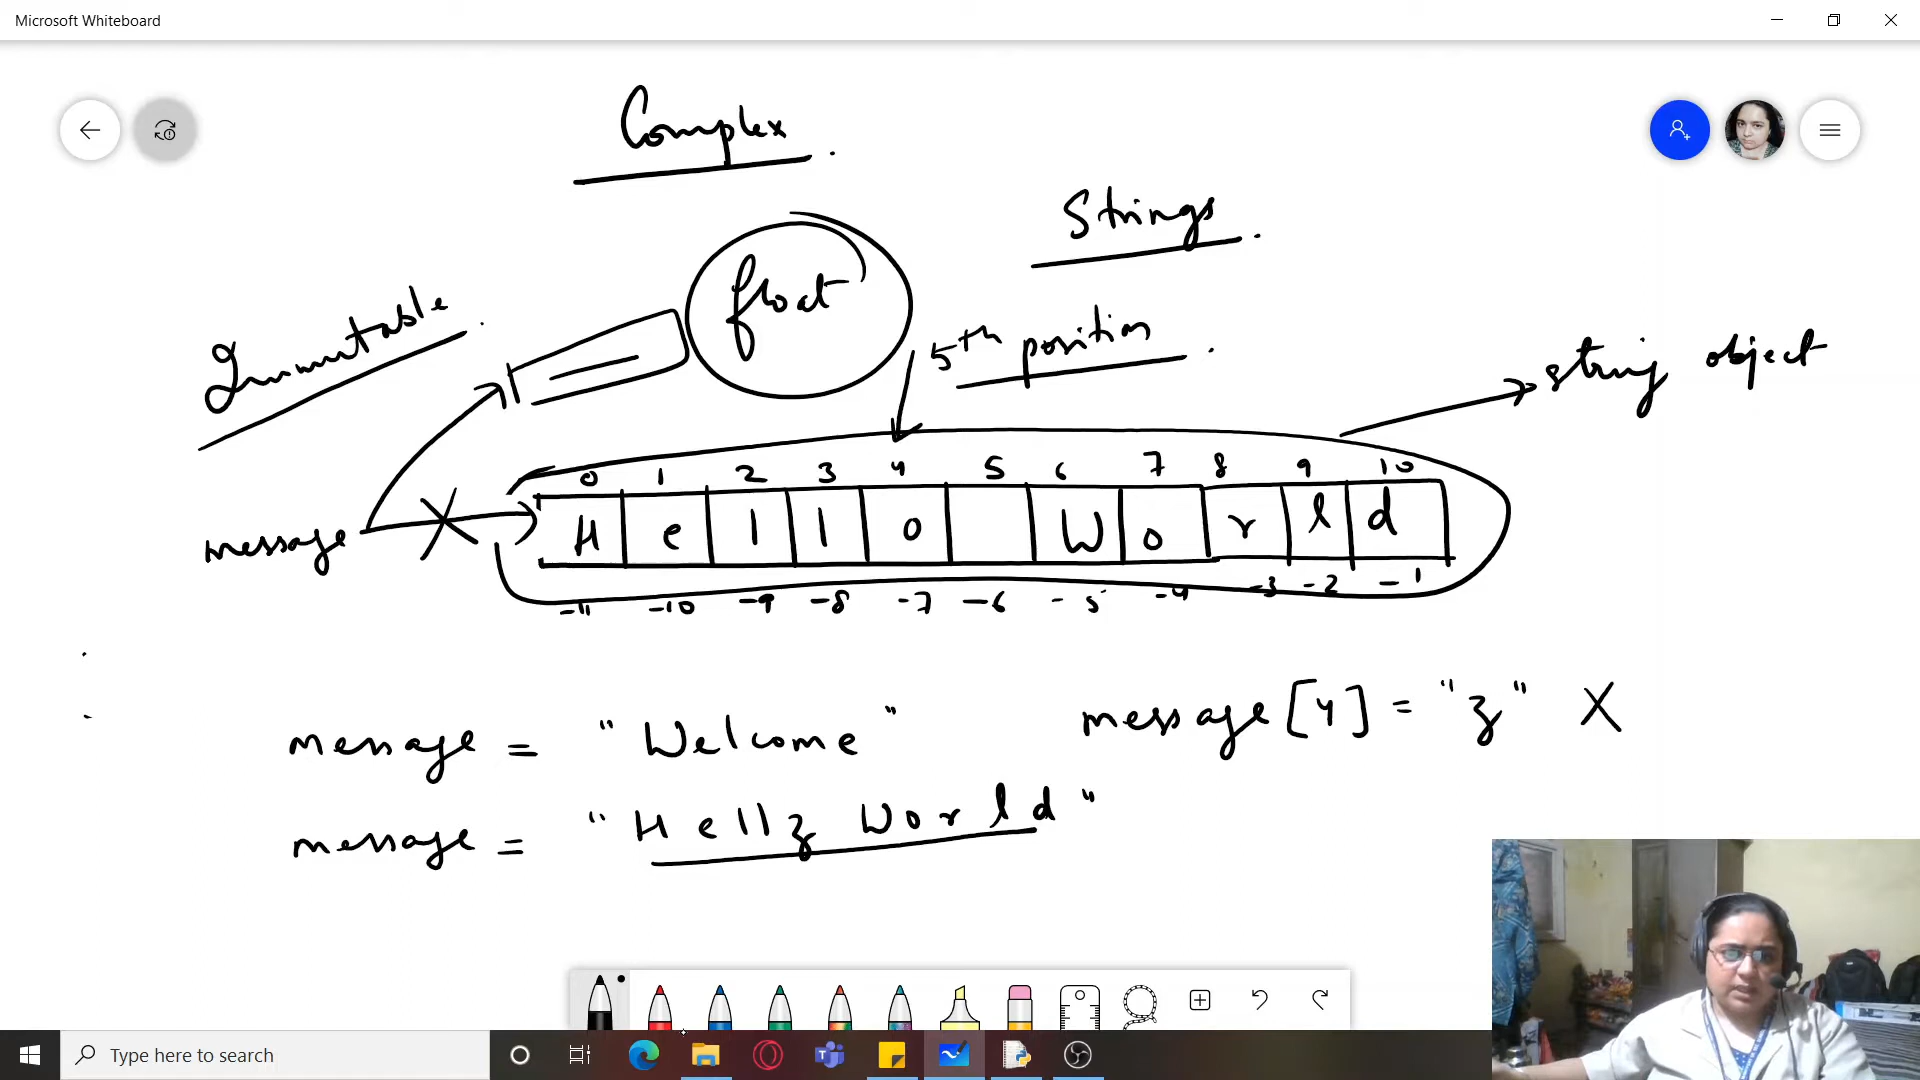 Microsoft Whiteboard
Complex.
Strings.
Immutable.
float
5th position.
string object
0 1 2 3 4 5 6 7 8 9 10
message
H e l l o W o r l d
-11 -10 -9 -8 -7 -6 -5 -4 -3 -2 -1
message = "Welcome"
message[4] = "z" X
message = "Hellz World"
Type here to search